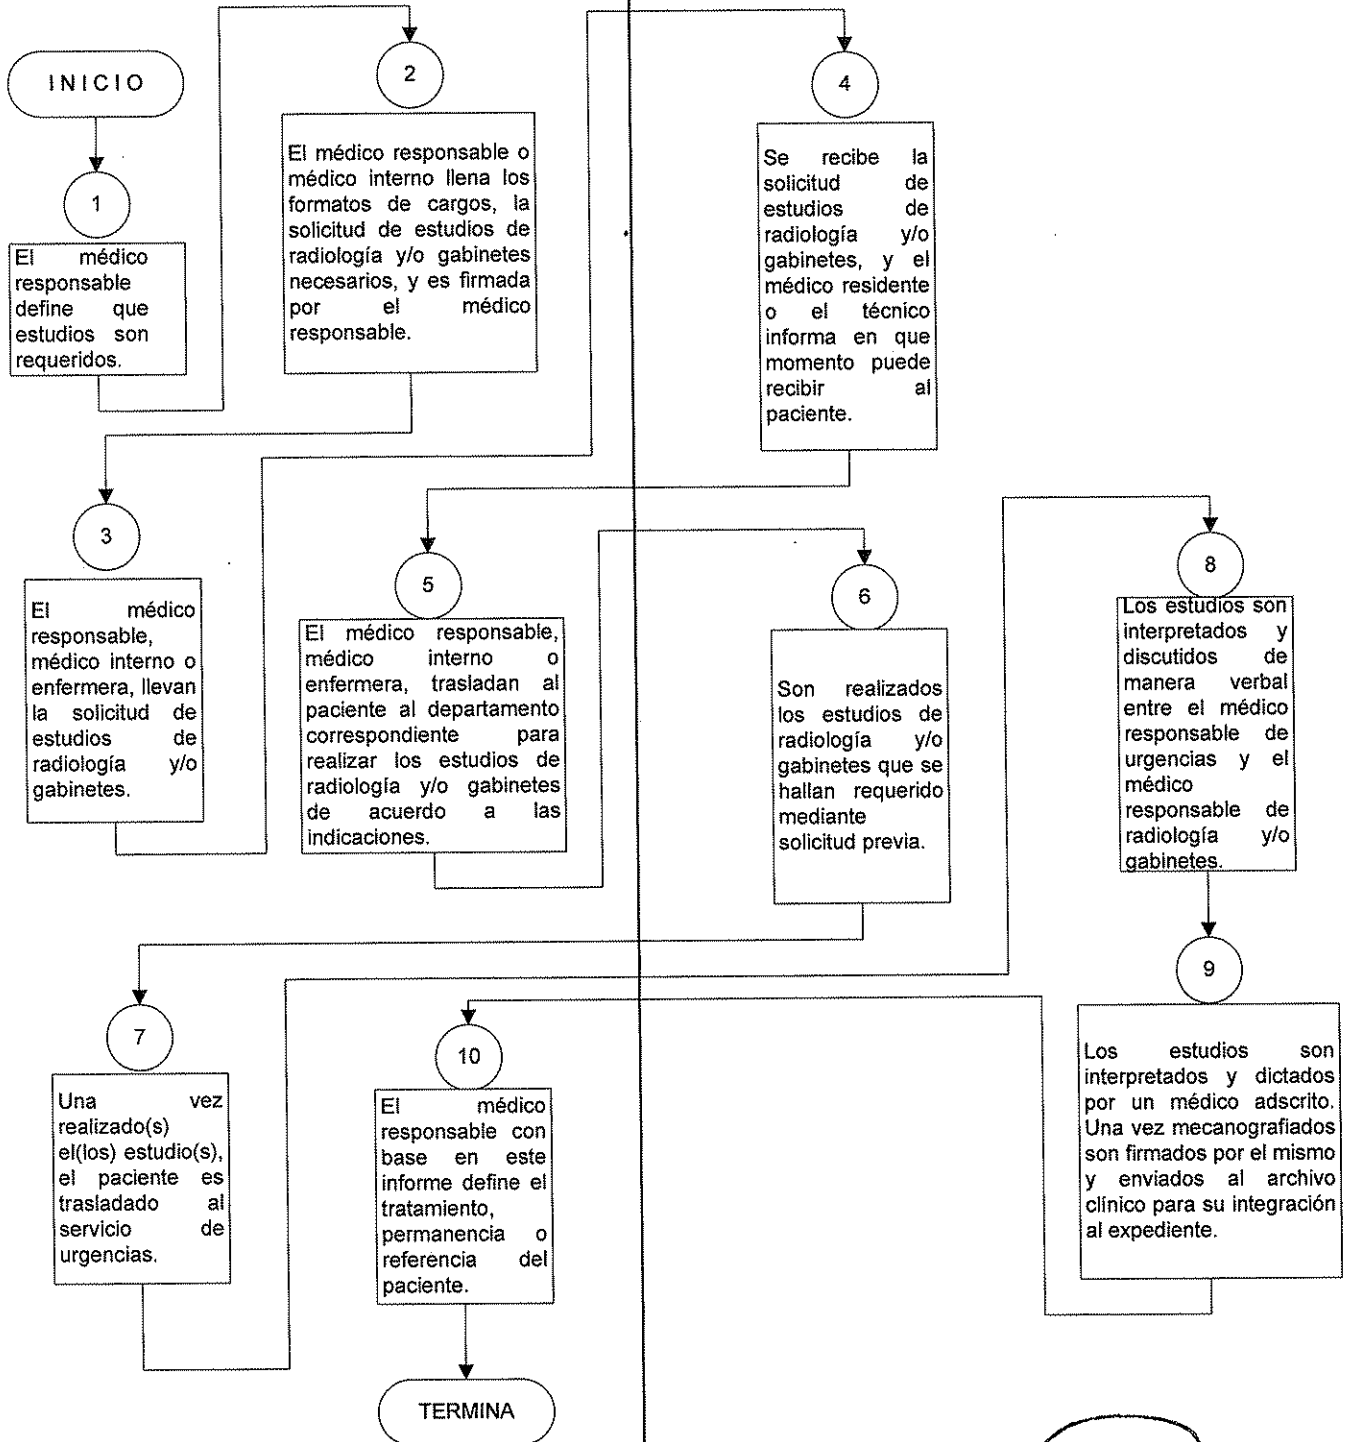 INICIO
1
El médico
responsable
define que
estudios son
requeridos.
2
El médico responsable o
médico interno llena los
formatos de cargos, la
solicitud de estudios de
radiología y/o gabinetes
necesarios, y es firmada
por el médico
responsable.
3
El médico
responsable,
médico interno o
enfermera, llevan
la solicitud de
estudios de
radiología y/o
gabinetes.
4
Se recibe la
solicitud de
estudios de
radiología y/o
gabinetes, y el
médico residente
o el técnico
informa en que
momento puede
recibir al
paciente.
5
El médico responsable,
médico interno o
enfermera, trasladan al
paciente al departamento
correspondiente para
realizar los estudios de
radiología y/o gabinetes
de acuerdo a las
indicaciones.
6
Son realizados
los estudios de
radiología y/o
gabinetes que se
hallan requerido
mediante
solicitud previa.
7
Una vez
realizado(s)
el(los) estudio(s),
el paciente es
trasladado al
servicio de
urgencias.
8
Los estudios son
interpretados y
discutidos de
manera verbal
entre el médico
responsable de
urgencias y el
médico
responsable de
radiología y/o
gabinetes.
9
Los estudios son
interpretados y dictados
por un médico adscrito.
Una vez mecanografiados
son firmados por el mismo
y enviados al archivo
clínico para su integración
al expediente.
10
El médico
responsable con
base en este
informe define el
tratamiento,
permanencia o
referencia del
paciente.
TERMINA